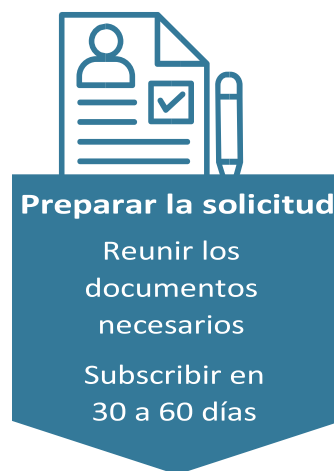 Preparar la solicitud
Reunir los
documentos
necesarios
Subscribir en
30 a 60 días